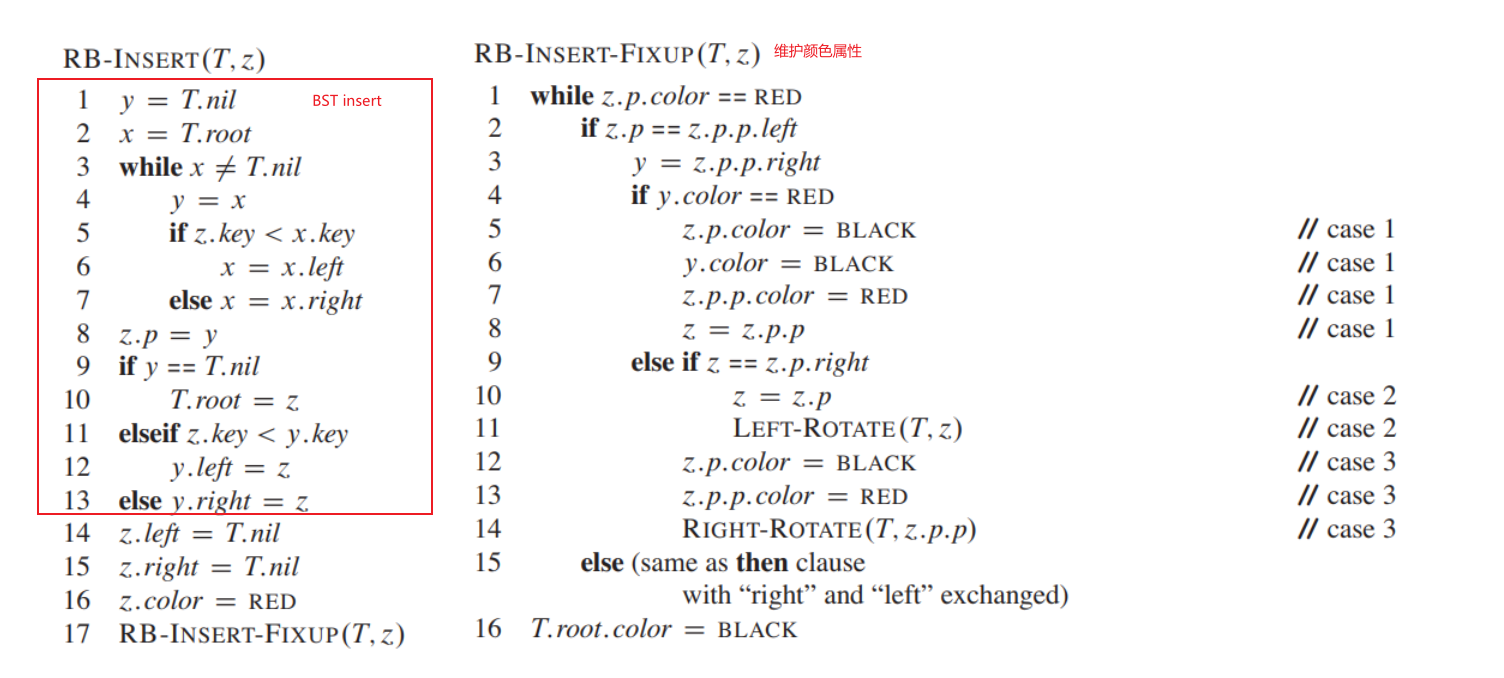 RB-INSERT(T, z)
1 y = T.nil BST insert
2 x = T.root
3 while x ≠ T.nil
4 y = x
5 if z.key < x.key
6 x = x.left
7 else x = x.right
8 z.p = y
9 if y == T.nil
10 T.root = z
11 elseif z.key < y.key
12 y.left = z
13 else y.right = z
14 z.left = T.nil
15 z.right = T.nil
16 z.color = RED
17 RB-INSERT-FIXUP(T, z)
RB-INSERT-FIXUP(T, z) 维护颜色属性
1 while z.p.color == RED
2 if z.p == z.p.p.left
3 y = z.p.p.right
4 if y.color == RED
5 z.p.color = BLACK // case 1
6 y.color = BLACK // case 1
7 z.p.p.color = RED // case 1
8 z = z.p.p // case 1
9 else if z == z.p.right
10 z = z.p // case 2
11 LEFT-ROTATE(T, z) // case 2
12 z.p.color = BLACK // case 3
13 z.p.p.color = RED // case 3
14 RIGHT-ROTATE(T, z.p.p) // case 3
15 else (same as then clause
with “right” and “left” exchanged)
16 T.root.color = BLACK